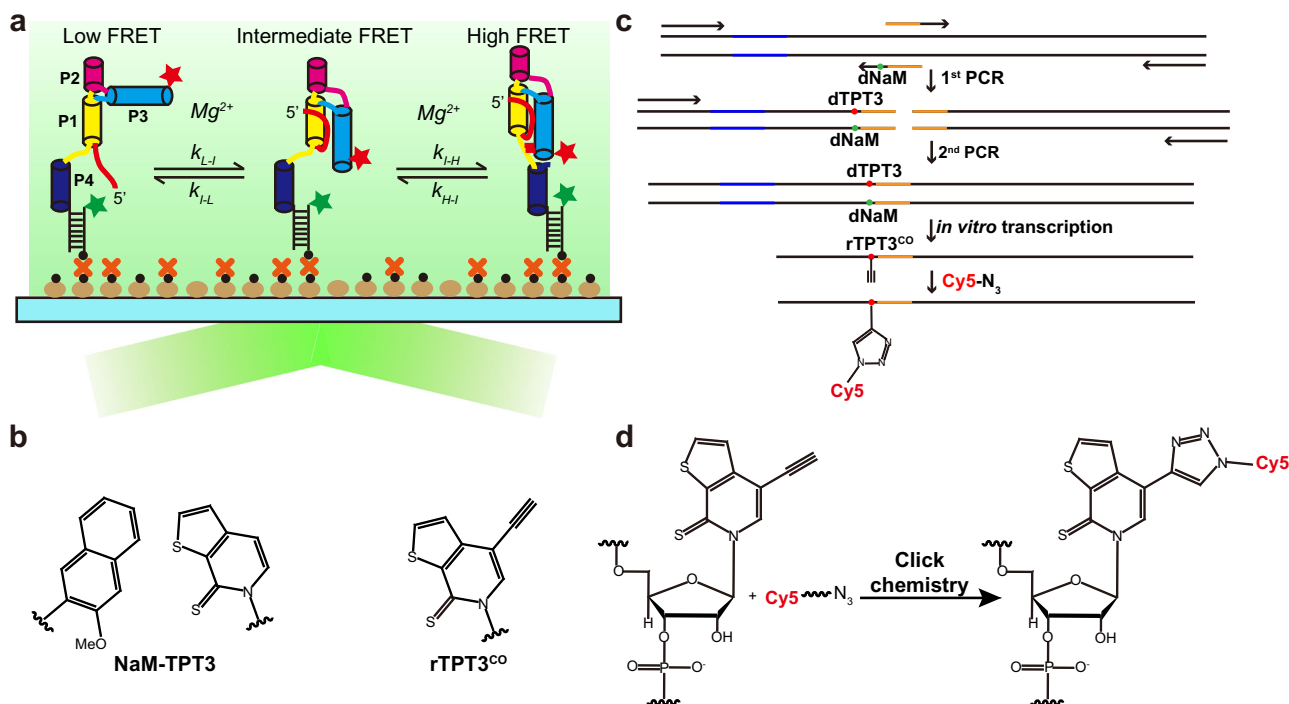 a
Low FRET
Intermediate FRET
High FRET
P2
P3
P1
P4
5’
Mg2+
kL-I
kI-L
5’
Mg2+
kI-H
kH-I
5’
b
S
S
N
MeO
NaM-TPT3
S
S
N
rTPT3CO
c
dNaM
1st PCR
dTPT3
dNaM
2nd PCR
dTPT3
dNaM
in vitro transcription
rTPT3CO
Cy5-N3
N
N
N
Cy5
d
S
S
N
O
O
H
O
OH
O=P-O-
O
+ Cy5 N3
Click
chemistry
N
N
N
Cy5
S
S
N
O
O
H
O
OH
O=P-O-
O